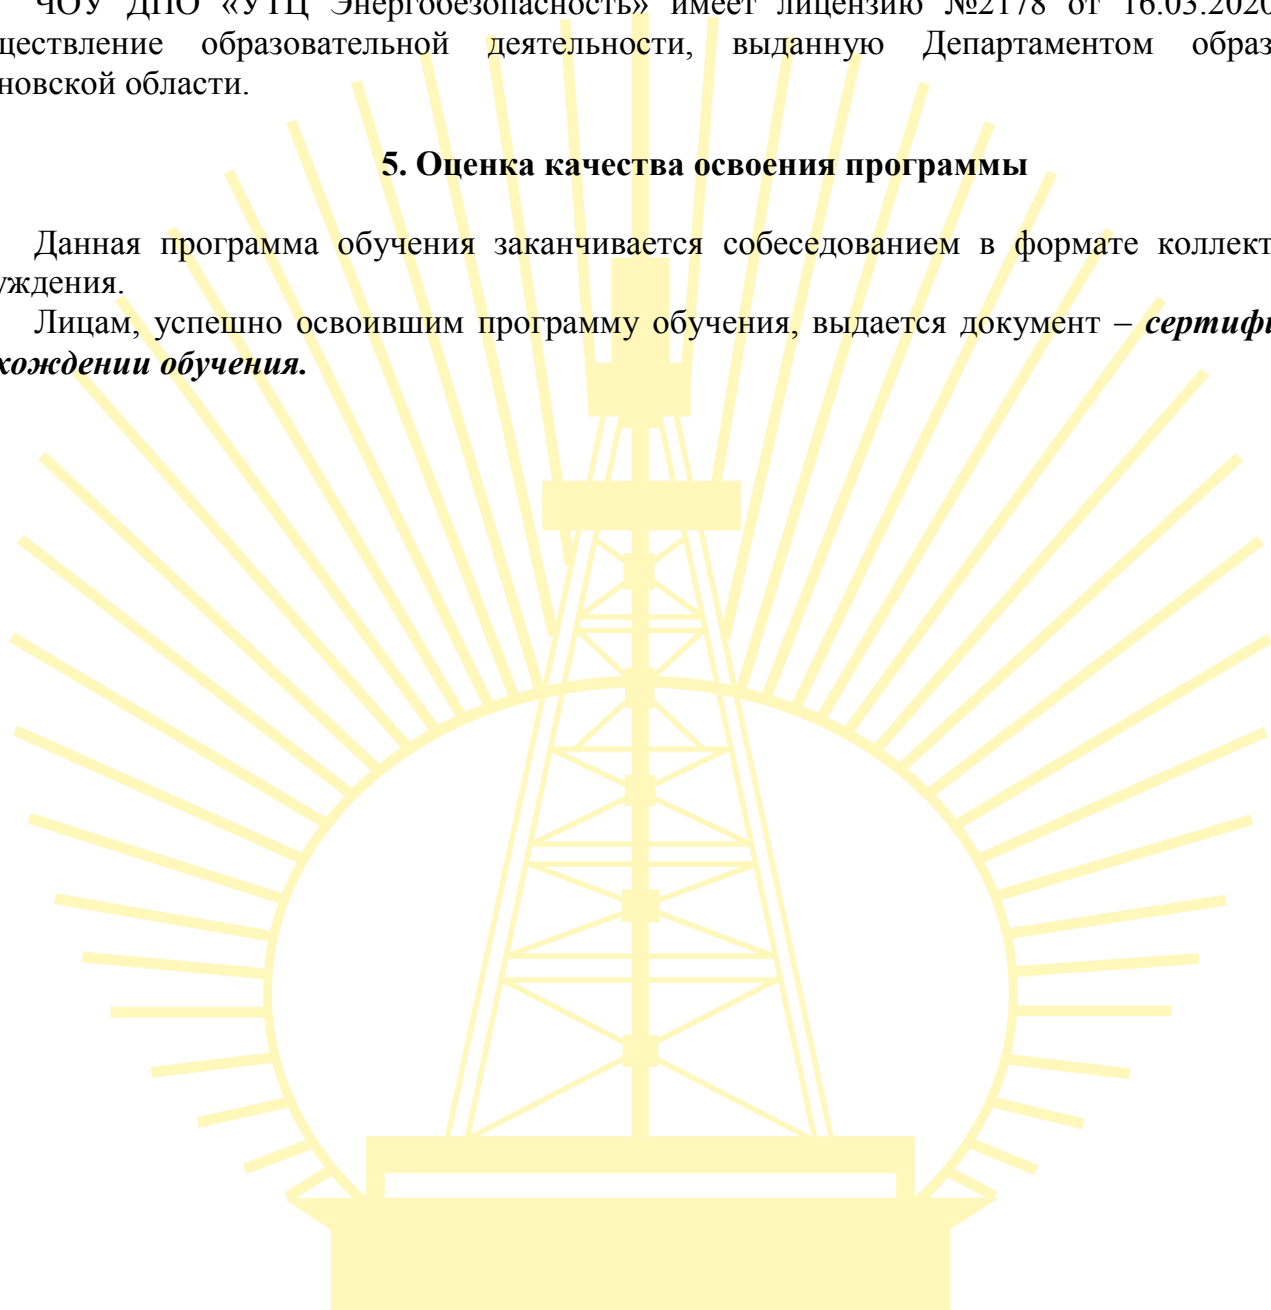 ЧОУ ДПО «УТЦ Энергобезопасность» имеет лицензию №2178 от 16.03.2020
ществление образовательной деятельности, выданную Департаментом образ
новской области.
5. Оценка качества освоения программы
Данная программа обучения заканчивается собеседованием в формате коллект
уждения.
Лицам, успешно освоившим программу обучения, выдается документ – сертифи
хождении обучения.